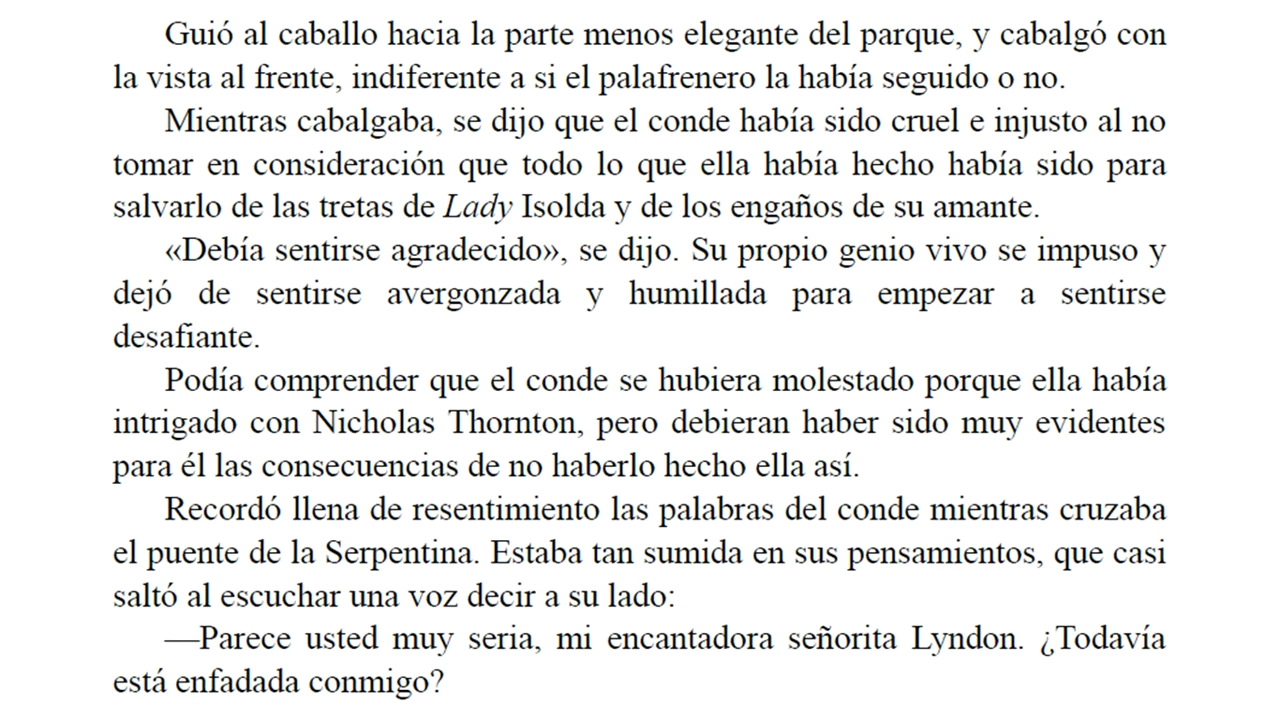 Guió al caballo hacia la parte menos elegante del parque, y cabalgó con
la vista al frente, indiferente a si el palafrenero la había seguido o no.
Mientras cabalgaba, se dijo que el conde había sido cruel e injusto al no
tomar en consideración que todo lo que ella había hecho había sido para
salvarlo de las tretas de Lady Isolda y de los engaños de su amante.
«Debía sentirse agradecido», se dijo. Su propio genio vivo se impuso y
dejó de sentirse avergonzada y humillada para empezar a sentirse
desafiante.
Podía comprender que el conde se hubiera molestado porque ella había
intrigado con Nicholas Thornton, pero debieran haber sido muy evidentes
para él las consecuencias de no haberlo hecho ella así.
Recordó llena de resentimiento las palabras del conde mientras cruzaba
el puente de la Serpentina. Estaba tan sumida en sus pensamientos, que casi
saltó al escuchar una voz decir a su lado:
—Parece usted muy seria, mi encantadora señorita Lyndon. ¿Todavía
está enfadada conmigo?